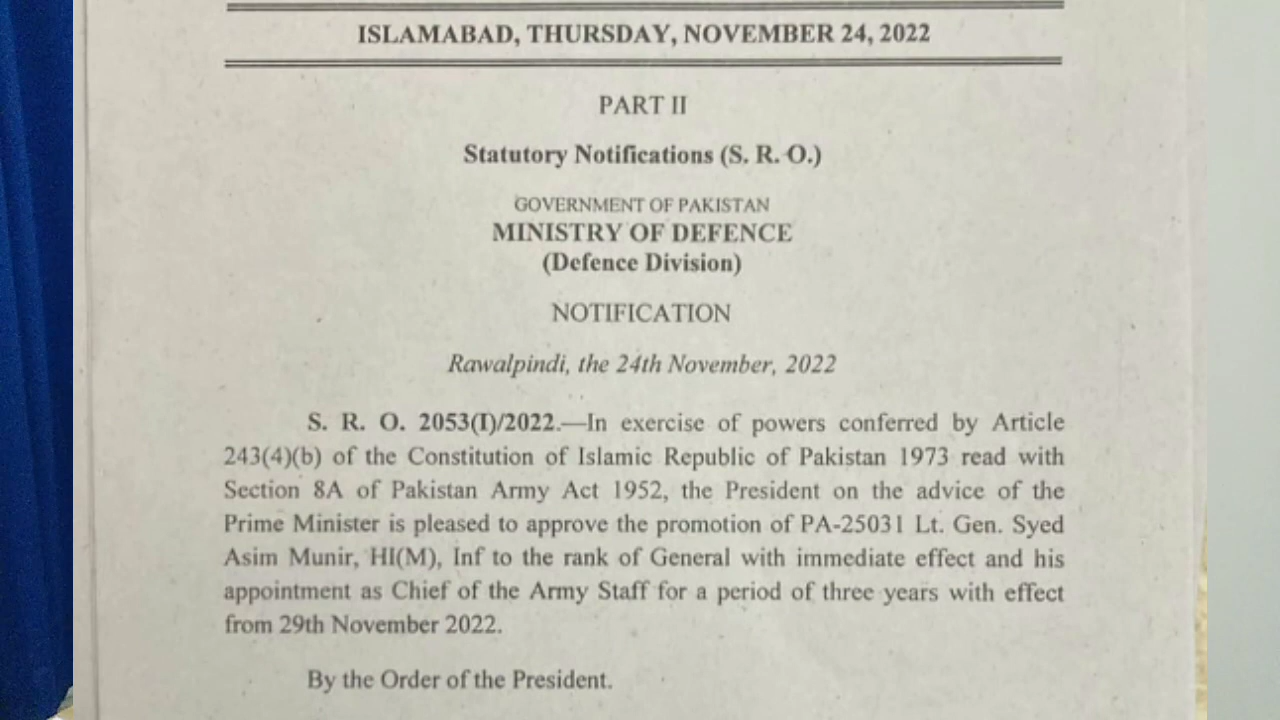 ISLAMABAD, THURSDAY, NOVEMBER 24, 2022
PART II
Statutory Notifications (S. R. O.)
GOVERNMENT OF PAKISTAN
MINISTRY OF DEFENCE
(Defence Division)
NOTIFICATION
Rawalpindi, the 24th November, 2022
S. R. O. 2053(I)/2022.—In exercise of powers conferred by Article
243(4)(b) of the Constitution of Islamic Republic of Pakistan 1973 read with
Section 8A of Pakistan Army Act 1952, the President on the advice of the
Prime Minister is pleased to approve the promotion of PA-25031 Lt. Gen. Syed
Asim Munir, HI(M), Inf to the rank of General with immediate effect and his
appointment as Chief of the Army Staff for a period of three years with effect
from 29th November 2022.
By the Order of the President.